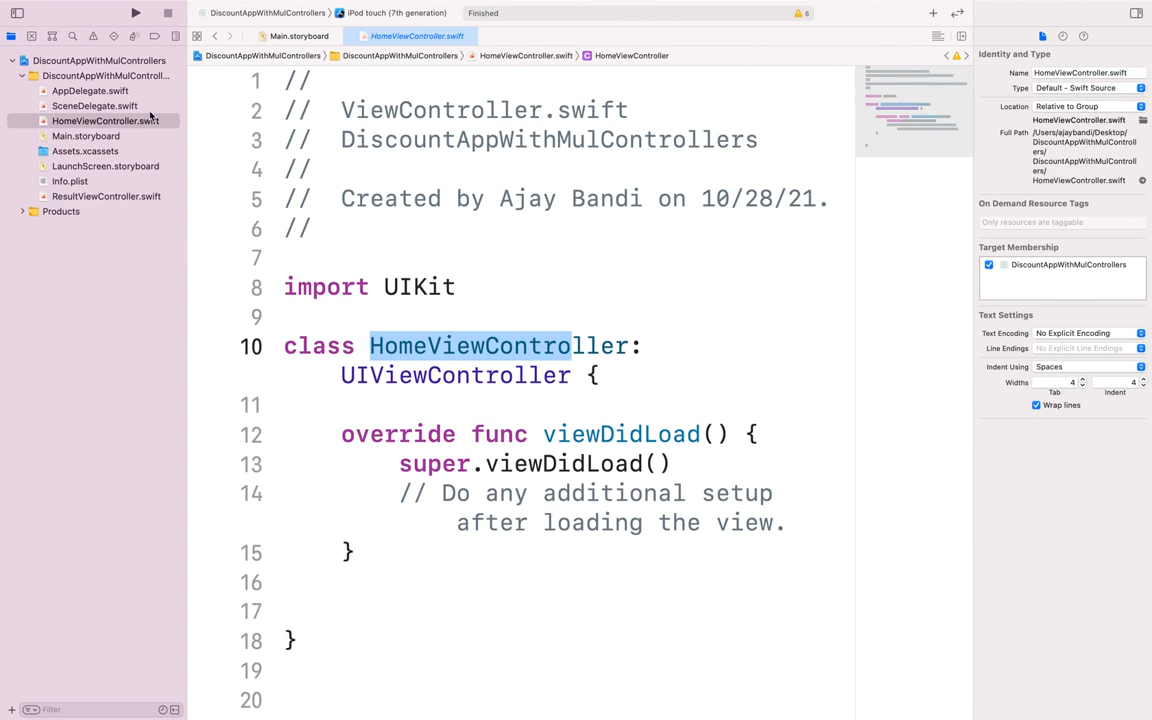 DiscountAppWithMulControllers
iPod touch (7th generation)
Finished
6
Main.storyboard
HomeViewController.swift
DiscountAppWithMulControllers
DiscountAppWithMulControllers
HomeViewController.swift
HomeViewController
DiscountAppWithMulControllers
DiscountAppWithMulControll...
AppDelegate.swift
SceneDelegate.swift
HomeViewController.swift
Main.storyboard
Assets.xcassets
LaunchScreen.storyboard
Info.plist
ResultViewController.swift
Products
Filter
1 //
2 // ViewController.swift
3 // DiscountAppWithMulControllers
4 //
5 // Created by Ajay Bandi on 10/28/21.
6 //
7
8 import UIKit
9
10 class HomeViewController:
UIViewController {
11
12 override func viewDidLoad() {
13 super.viewDidLoad()
14 // Do any additional setup
after loading the view.
15 }
16
17
18 }
19
20
Identity and Type
Name HomeViewController.swift
Type Default - Swift Source
Location Relative to Group
HomeViewController.swift
Full Path /Users/ajaybandi/Desktop/
DiscountAppWithMulControll
ers/
DiscountAppWithMulControll
ers/
HomeViewController.swift
On Demand Resource Tags
Only resources are taggable
Target Membership
DiscountAppWithMulControllers
Text Settings
Text Encoding No Explicit Encoding
Line Endings No Explicit Line Endings
Indent Using Spaces
Widths 4 4
Tab Indent
Wrap lines